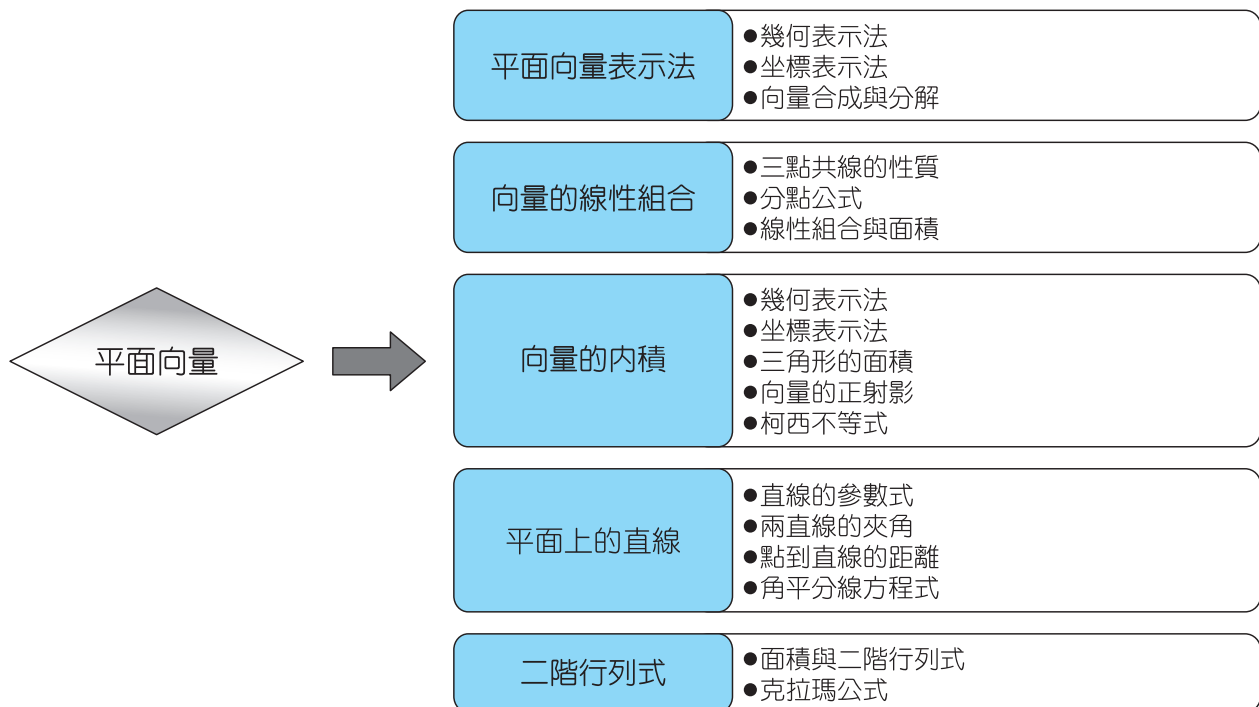 平面向量
平面向量表示法
●幾何表示法
●坐標表示法
●向量合成與分解
向量的線性組合
●三點共線的性質
●分點公式
●線性組合與面積
向量的內積
●幾何表示法
●坐標表示法
●三角形的面積
●向量的正射影
●柯西不等式
平面上的直線
●直線的參數式
●兩直線的夾角
●點到直線的距離
●角平分線方程式
二階行列式
●面積與二階行列式
●克拉瑪公式